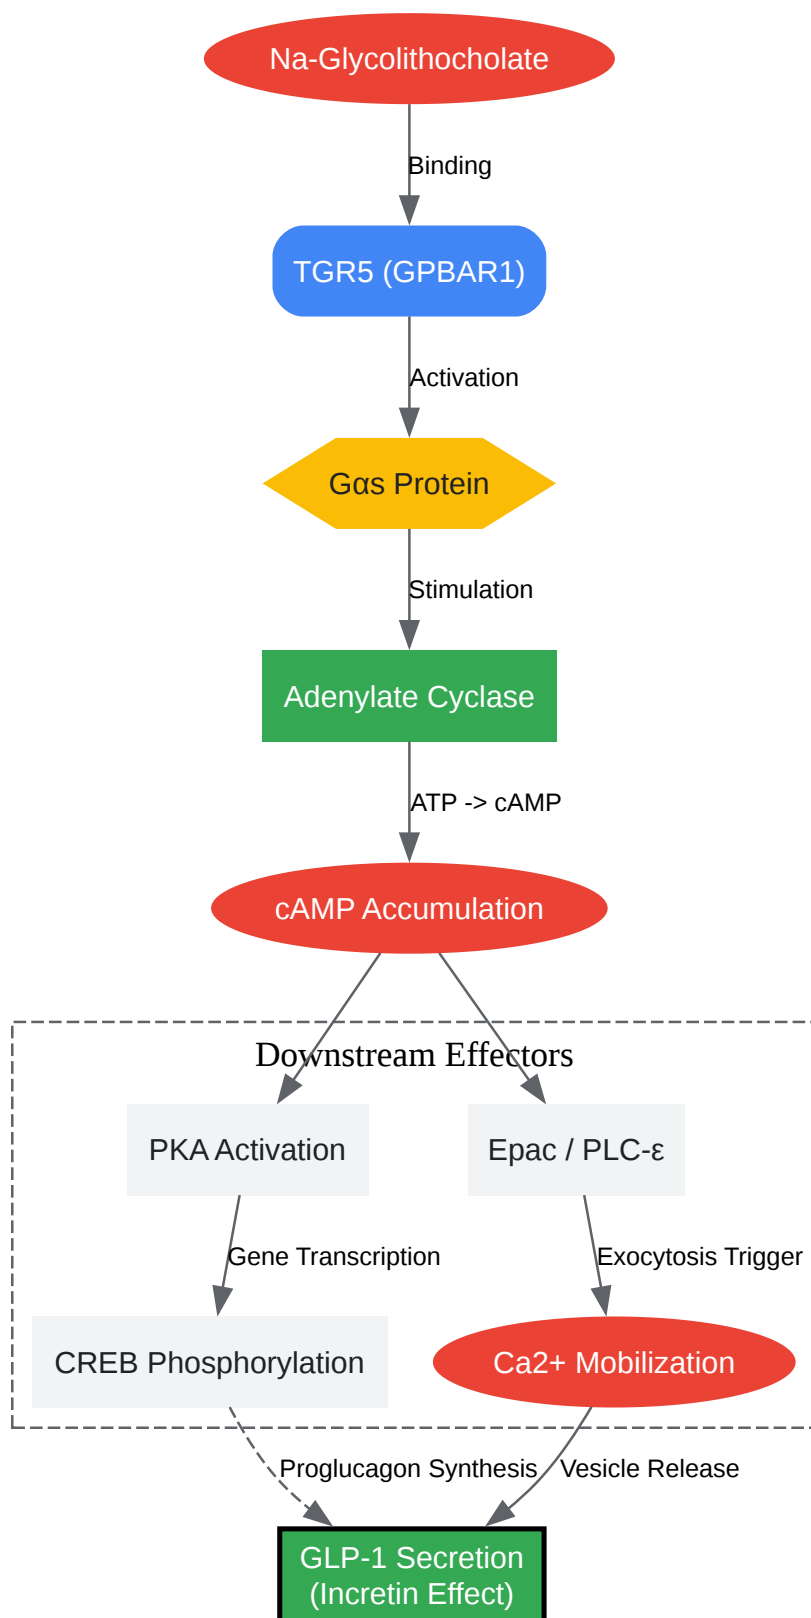 Na-Glycolithocholate
Binding
TGR5 (GPBAR1)
Activation
Gαs Protein
Stimulation
Adenylate Cyclase
ATP -> cAMP
cAMP Accumulation
Downstream Effectors
PKA Activation
Epac / PLC-ε
Gene Transcription
Exocytosis Trigger
CREB Phosphorylation
Ca2+ Mobilization
Proglucagon Synthesis
Vesicle Release
GLP-1 Secretion
(Incretin Effect)